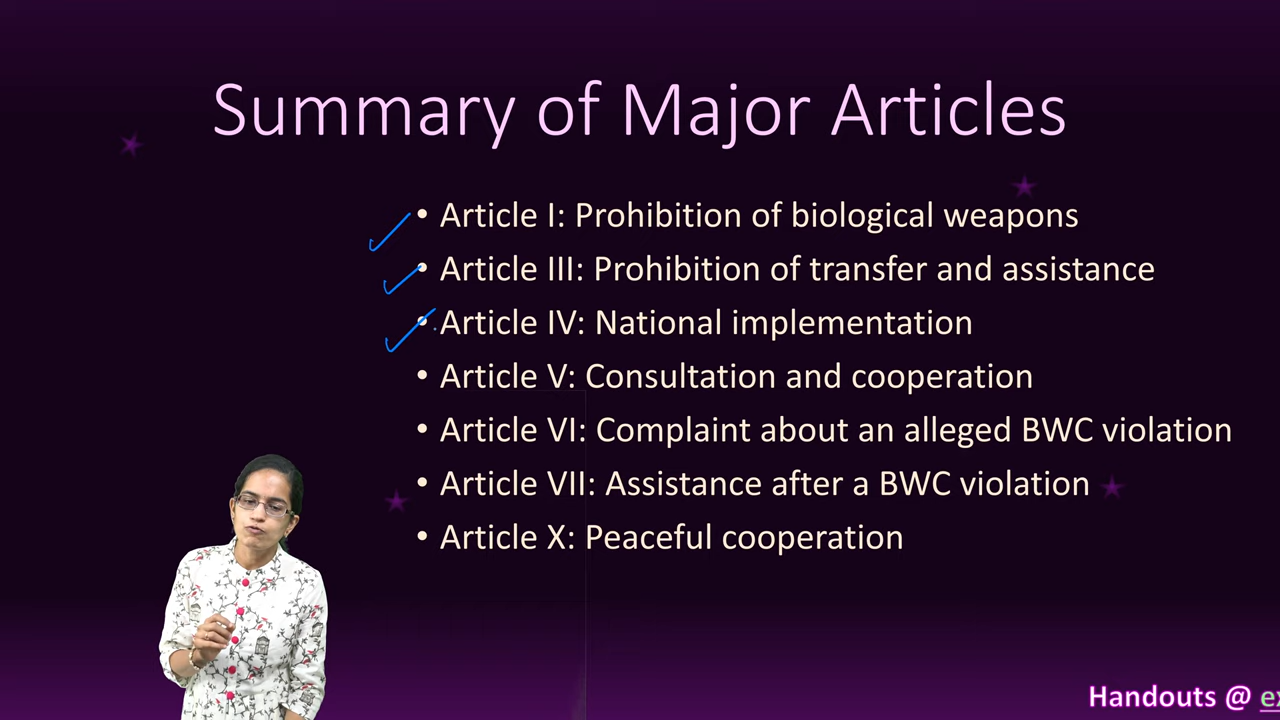 Summary of Major Articles
• Article I: Prohibition of biological weapons
• Article III: Prohibition of transfer and assistance
• Article IV: National implementation
• Article V: Consultation and cooperation
• Article VI: Complaint about an alleged BWC violation
• Article VII: Assistance after a BWC violation
• Article X: Peaceful cooperation
Handouts @ ex